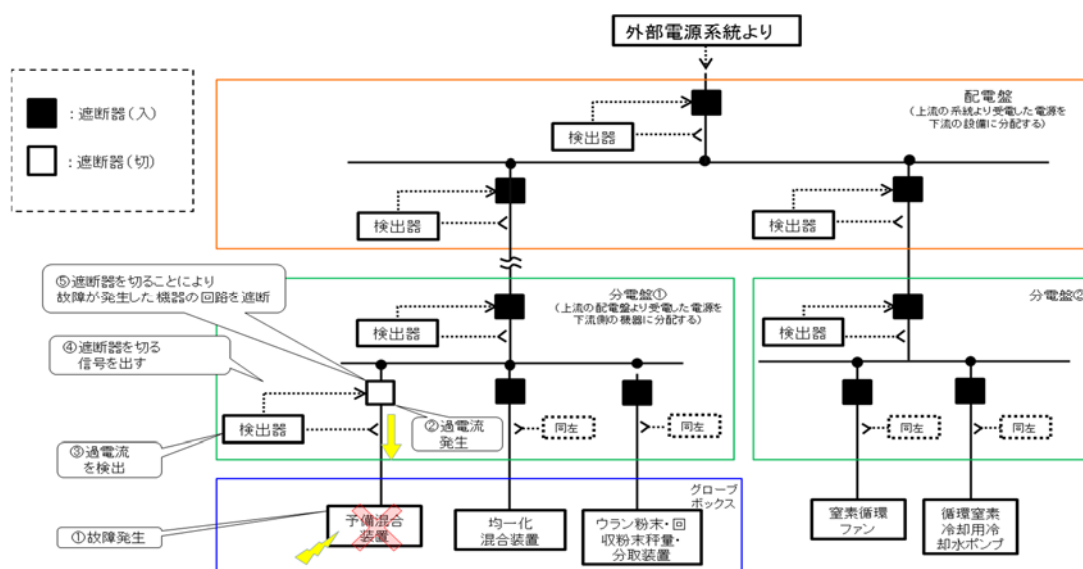 外部電源系統より
：遮断器(入)
：遮断器(切)
配電盤
（上流の系統より受電した電源を
下流の設備に分配する）
検出器
検出器
検出器
⑤遮断器を切ることにより
故障が発生した機器の回路を遮断
分電盤①
（上流の配電盤より受電した電源を
下流側の機器に分配する）
分電盤②
検出器
検出器
④遮断器を切る
信号を出す
検出器
②過電流
発生
同左
同左
同左
同左
③過電流
を検出
グローブ
ボックス
①故障発生
予備混合
装置
均一化
混合装置
ウラン粉末・回
収粉末秤量・
分取装置
窒素循環
ファン
循環窒素
冷却用冷
却水ポンプ